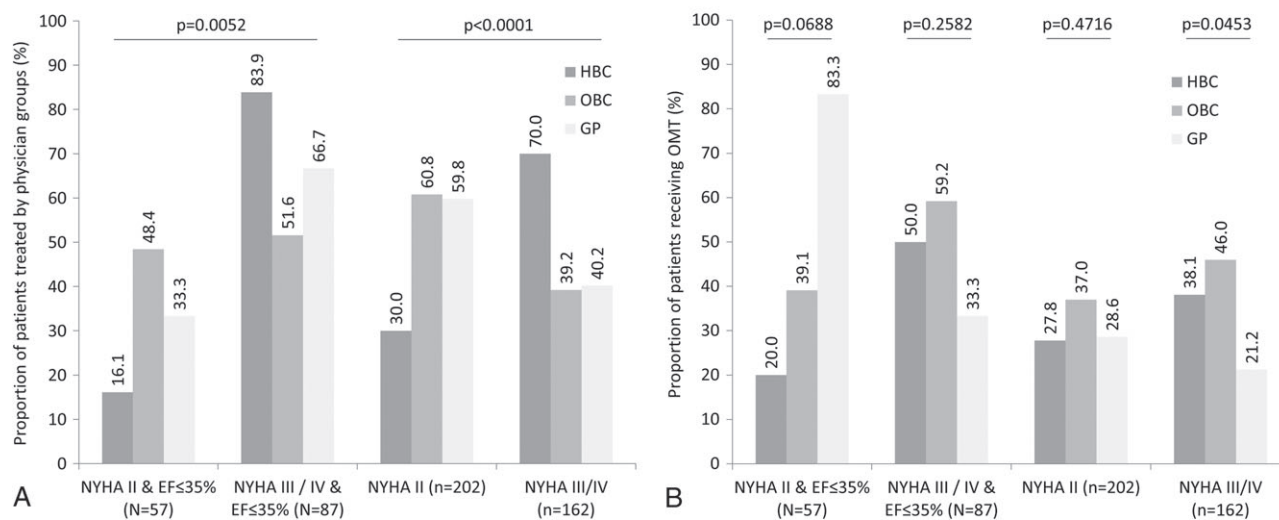 Proportion of patients treated by physician groups (%)
100
90
80
70
60
50
40
30
20
10
0
p=0.0052
p<0.0001
HBC
OBC
GP
16.1
48.4
33.3
83.9
51.6
66.7
30.0
60.8
59.8
70.0
39.2
40.2
NYHA II & EF≤35%
(N=57)
NYHA III / IV &
EF≤35% (N=87)
NYHA II (n=202)
NYHA III/IV
(n=162)
A
Proportion of patients receiving OMT (%)
100
90
80
70
60
50
40
30
20
10
0
p=0.0688
p=0.2582
p=0.4716
p=0.0453
HBC
OBC
GP
20.0
39.1
83.3
50.0
59.2
33.3
27.8
37.0
28.6
38.1
46.0
21.2
NYHA II & EF≤35%
(N=57)
NYHA III / IV &
EF≤35% (N=87)
NYHA II (n=202)
NYHA III/IV
(n=162)
B